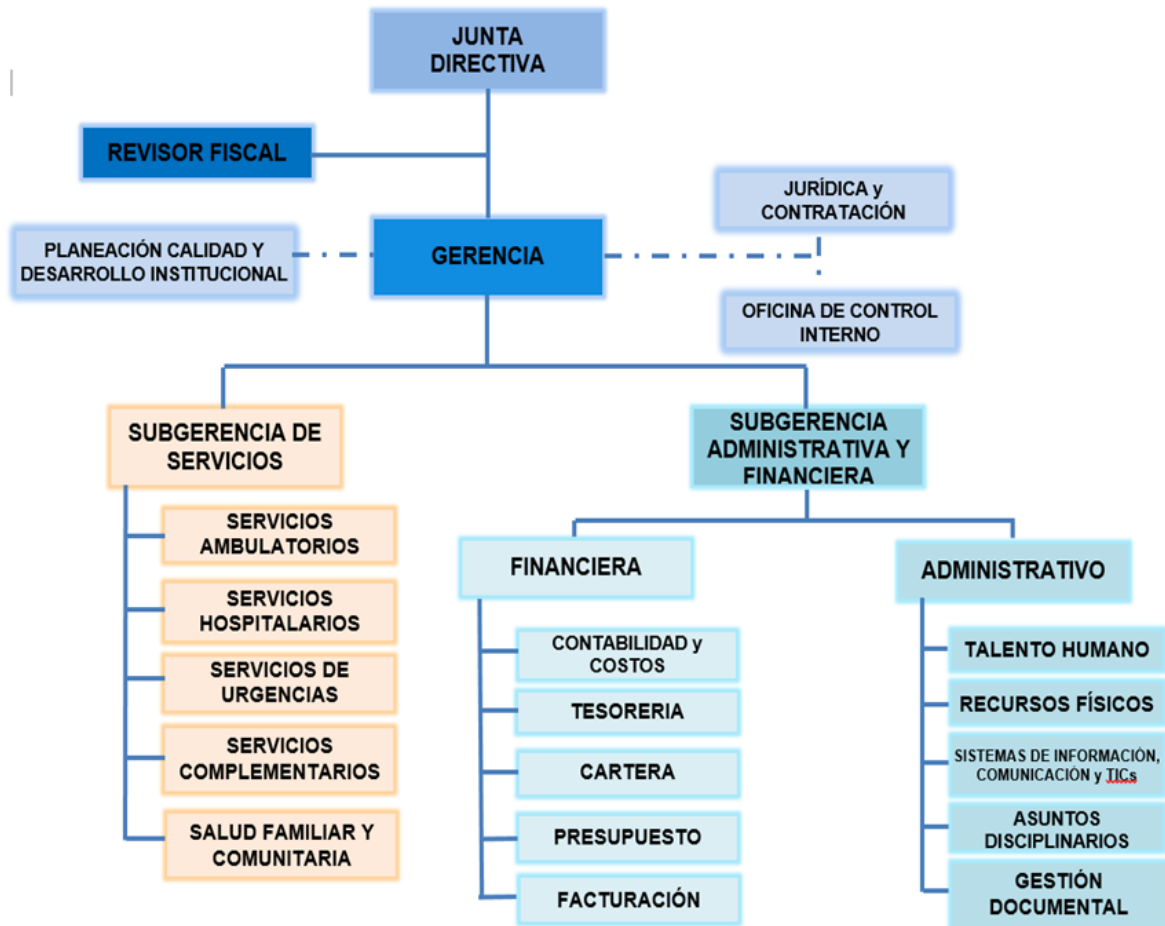 JUNTA
DIRECTIVA
REVISOR FISCAL
JURÍDICA y
CONTRATACIÓN
PLANEACIÓN CALIDAD Y
DESARROLLO INSTITUCIONAL
GERENCIA
OFICINA DE CONTROL
INTERNO
SUBGERENCIA DE
SERVICIOS
SERVICIOS
AMBULATORIOS
SERVICIOS
HOSPITALARIOS
SERVICIOS DE
URGENCIAS
SERVICIOS
COMPLEMENTARIOS
SALUD FAMILIAR Y
COMUNITARIA
SUBGERENCIA
ADMINISTRATIVA Y
FINANCIERA
FINANCIERA
CONTABILIDAD y
COSTOS
TESORERIA
CARTERA
PRESUPUESTO
FACTURACIÓN
ADMINISTRATIVO
TALENTO HUMANO
RECURSOS FÍSICOS
SISTEMAS DE INFORMACIÓN,
COMUNICACIÓN y TICs
ASUNTOS
DISCIPLINARIOS
GESTIÓN
DOCUMENTAL